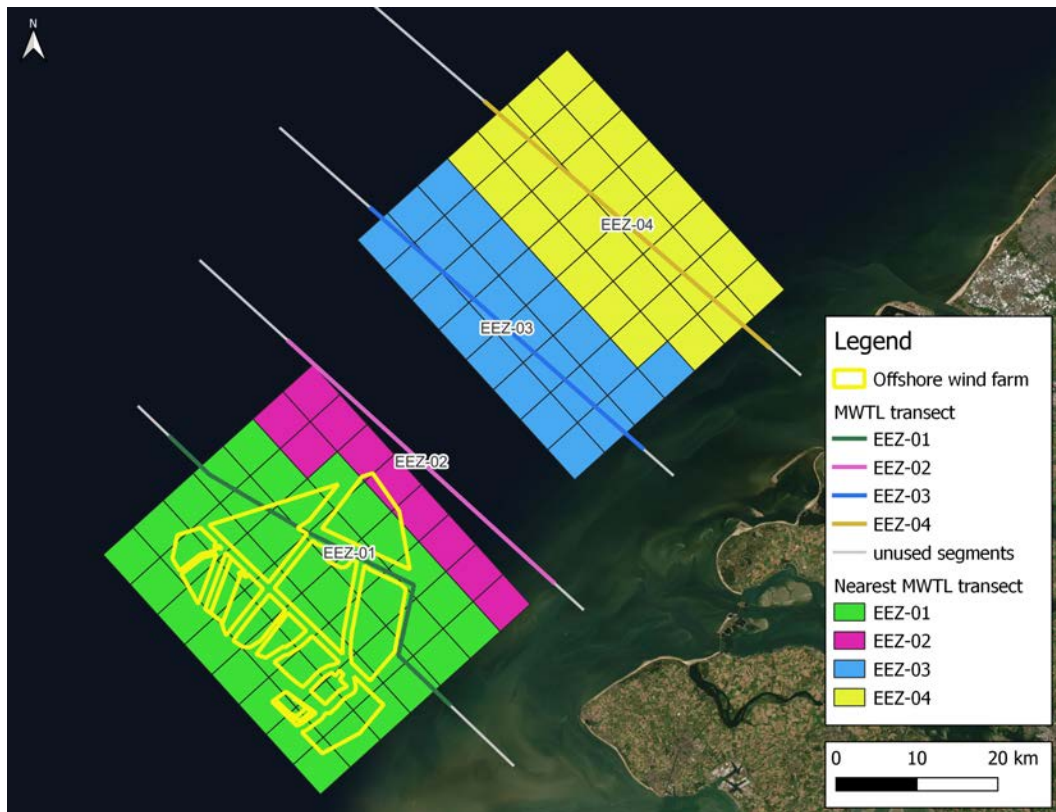 N
EEZ-04
EEZ-03
EEZ-02
EEZ-01
Legend
Offshore wind farm
MWTL transect
EEZ-01
EEZ-02
EEZ-03
EEZ-04
unused segments
Nearest MWTL transect
EEZ-01
EEZ-02
EEZ-03
EEZ-04
0 10 20 km